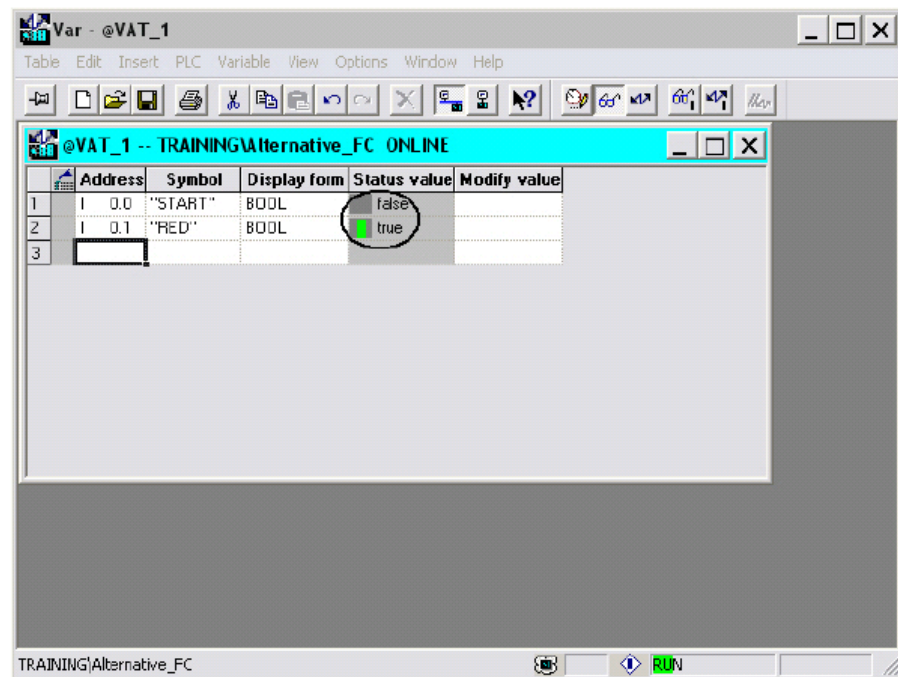 Var - @VAT_1
Table Edit Insert PLC Variable View Options Window Help
@VAT_1 -- TRAINING\Alternative_FC ONLINE
Address Symbol Display form Status value Modify value
1 I 0.0 "START" BOOL false
2 I 0.1 "RED" BOOL true
3
TRAINING\Alternative_FC RUN